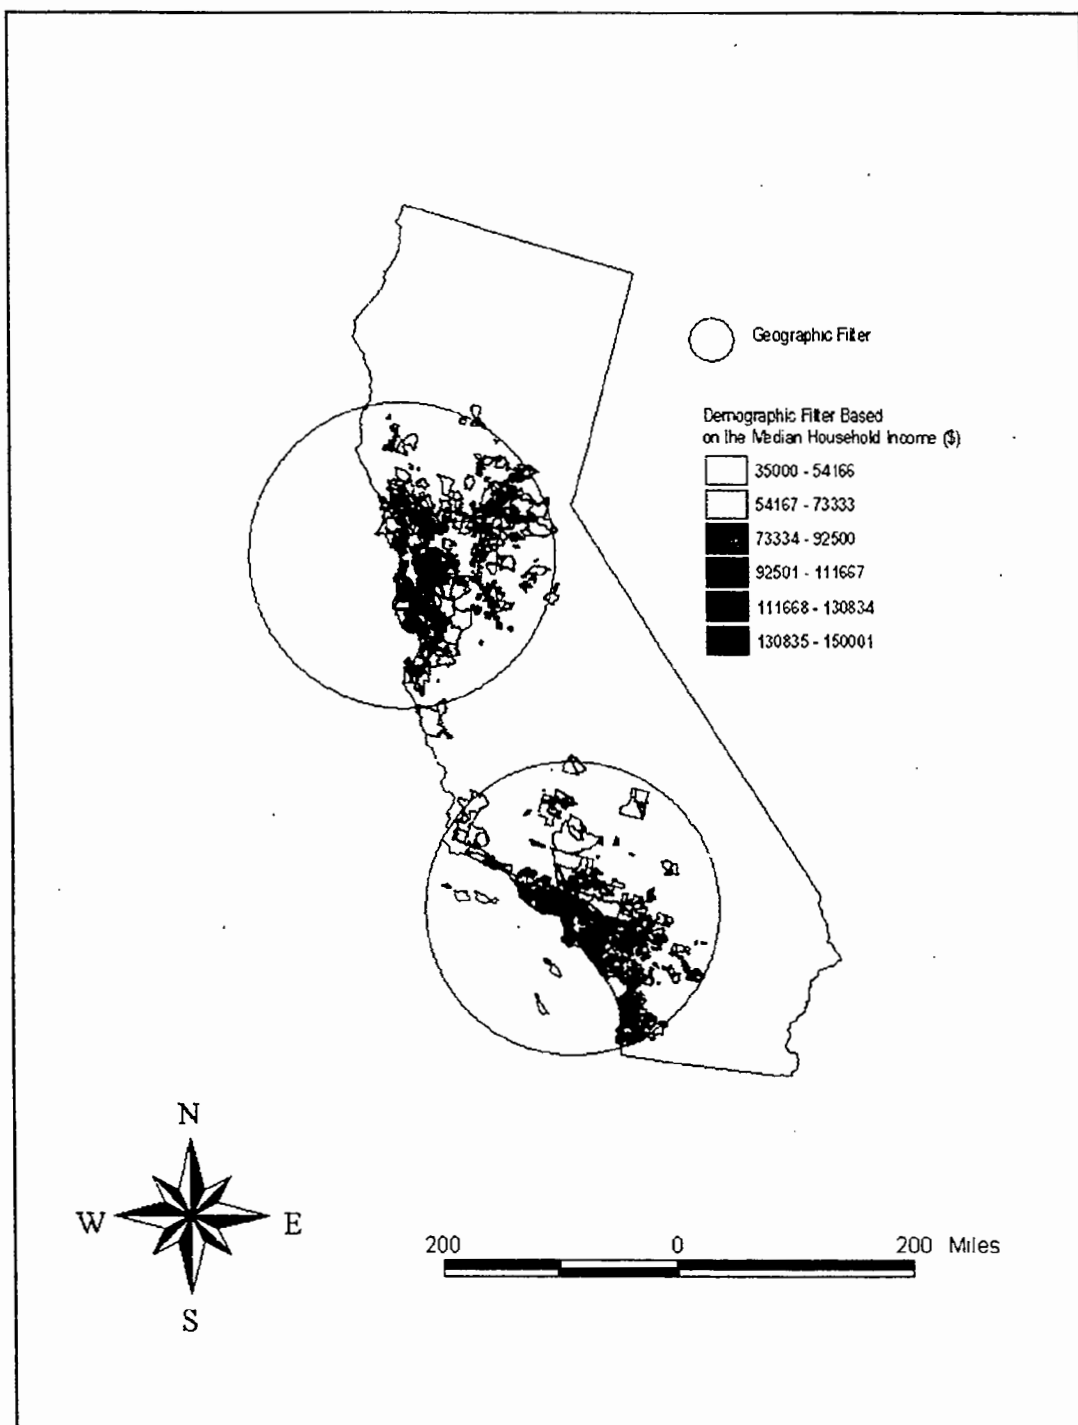 Geographic Filter
Demographic Filter Based
on the Median Household Income ($)
35000 - 54166
54167 - 73333
73334 - 92500
92501 - 111667
111668 - 130834
130835 - 150001
N
W E
S
200 0 200 Miles